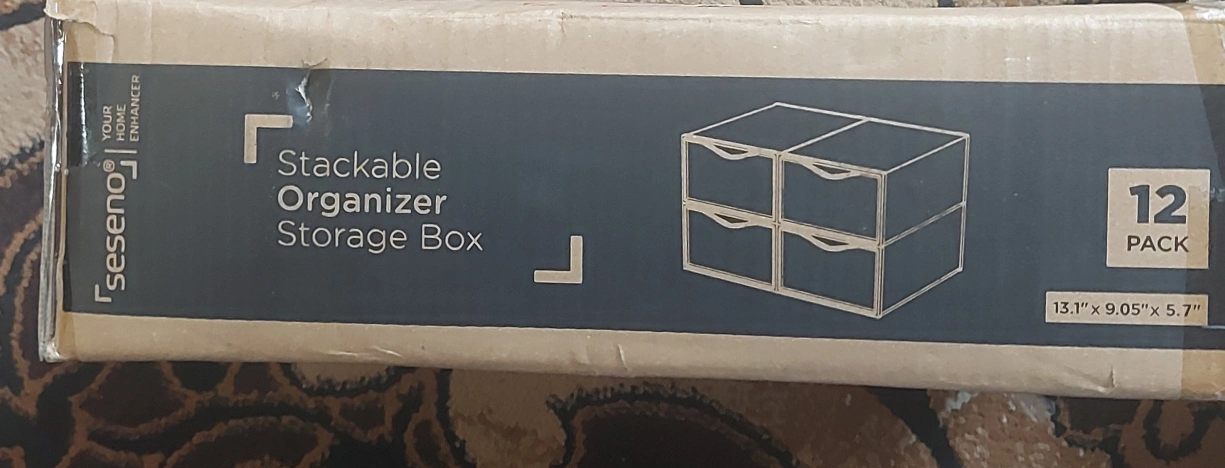 seseno®
YOUR
HOME
ENHANCER
Stackable
Organizer
Storage Box
12
PACK
13.1" x 9.05" x 5.7"